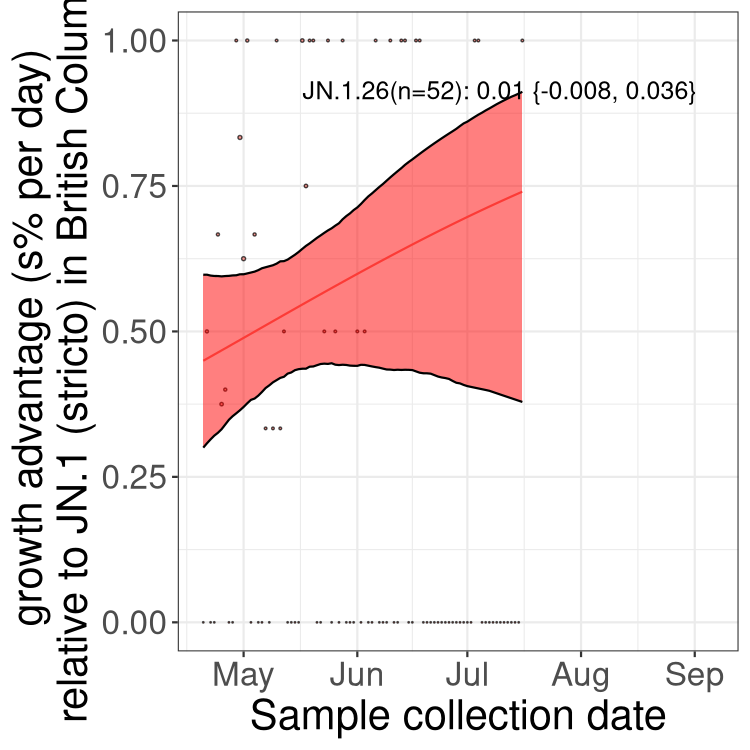 growth advantage (s% per day)
relative to JN.1 (stricto) in British Colum
1.00
0.75
0.50
0.25
0.00
JN.1.26(n=52): 0.01 {-0.008, 0.036}
May Jun Jul Aug Sep
Sample collection date